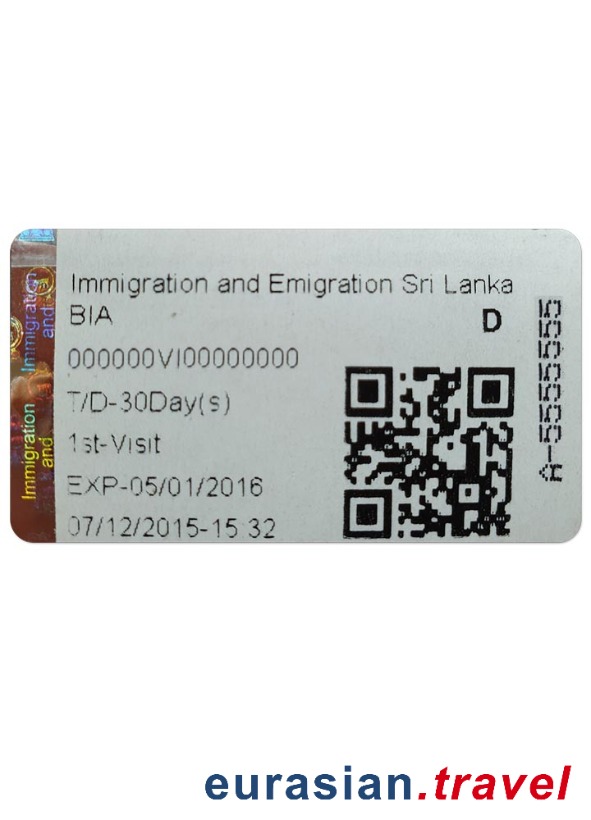 Immigration and Emigration Sri Lanka
BIA
D
000000VI00000000
T/D-30Day(s)
1st-Visit
EXP-05/01/2016
07/12/2015-15:32
A-5555555
Immigration
and
Immigration
and
eurasian.travel